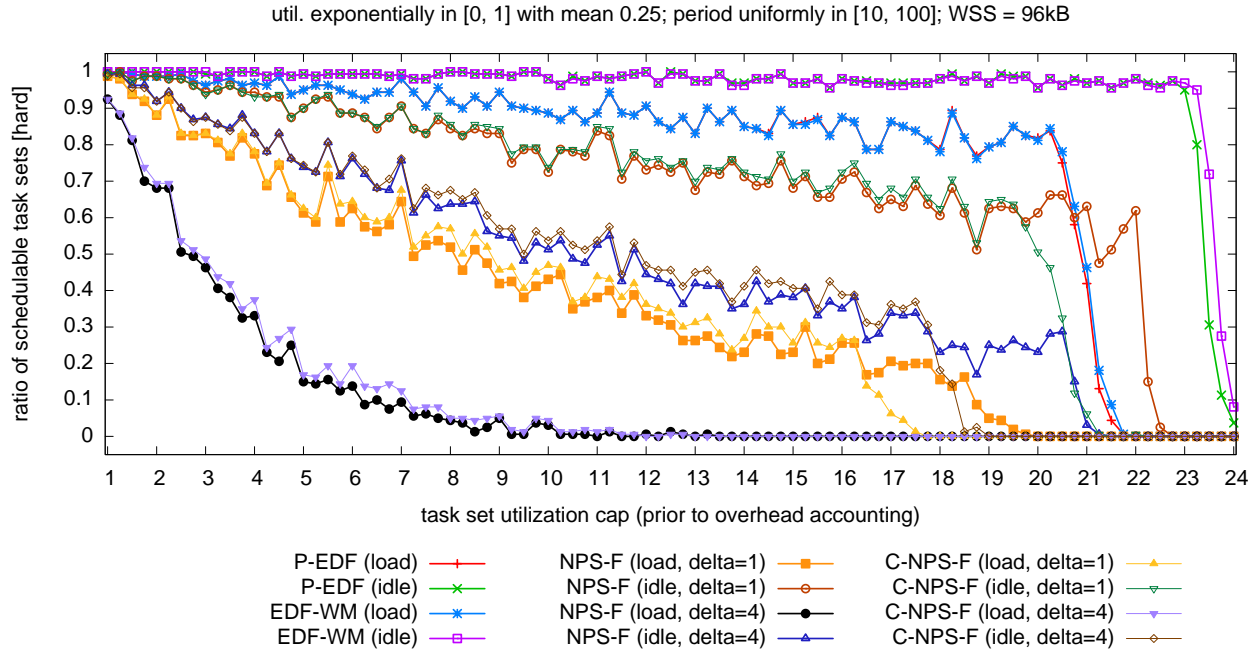 util. exponentially in [0, 1] with mean 0.25; period uniformly in [10, 100]; WSS = 96kB
ratio of schedulable task sets [hard]
1
0.9
0.8
0.7
0.6
0.5
0.4
0.3
0.2
0.1
0
1 2 3 4 5 6 7 8 9 10 11 12 13 14 15 16 17 18 19 20 21 22 23 24
task set utilization cap (prior to overhead accounting)
P-EDF (load) NPS-F (load, delta=1) C-NPS-F (load, delta=1)
P-EDF (idle) NPS-F (idle, delta=1) C-NPS-F (idle, delta=1)
EDF-WM (load) NPS-F (load, delta=4) C-NPS-F (load, delta=4)
EDF-WM (idle) NPS-F (idle, delta=4) C-NPS-F (idle, delta=4)